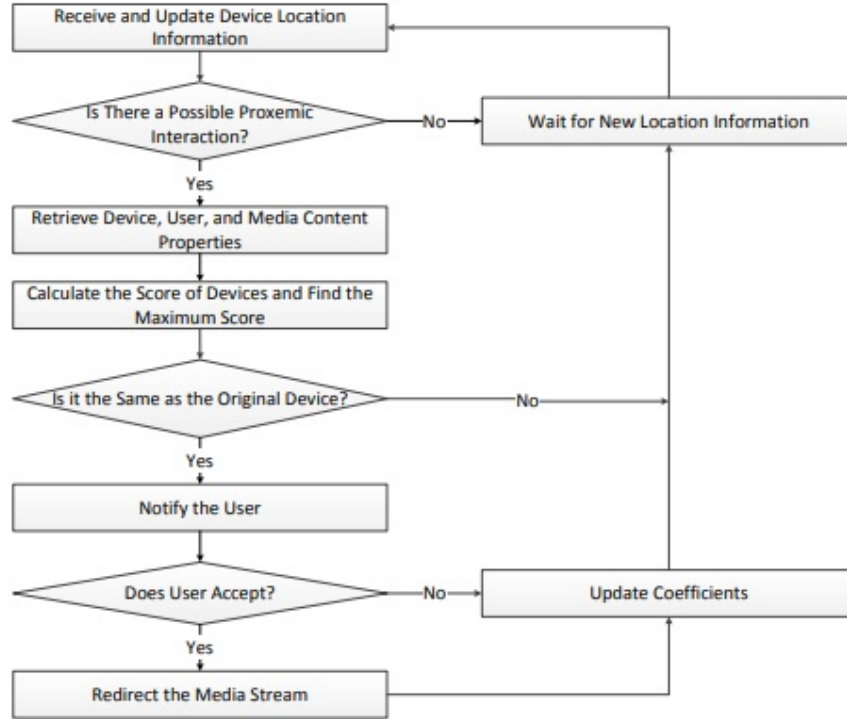 Receive and Update Device Location
Information
Is There a Possible Proxemic
Interaction?
No
Wait for New Location Information
Yes
Retrieve Device, User, and Media Content
Properties
Calculate the Score of Devices and Find the
Maximum Score
Is it the Same as the Original Device?
No
Yes
Notify the User
Does User Accept?
No
Update Coefficients
Yes
Redirect the Media Stream